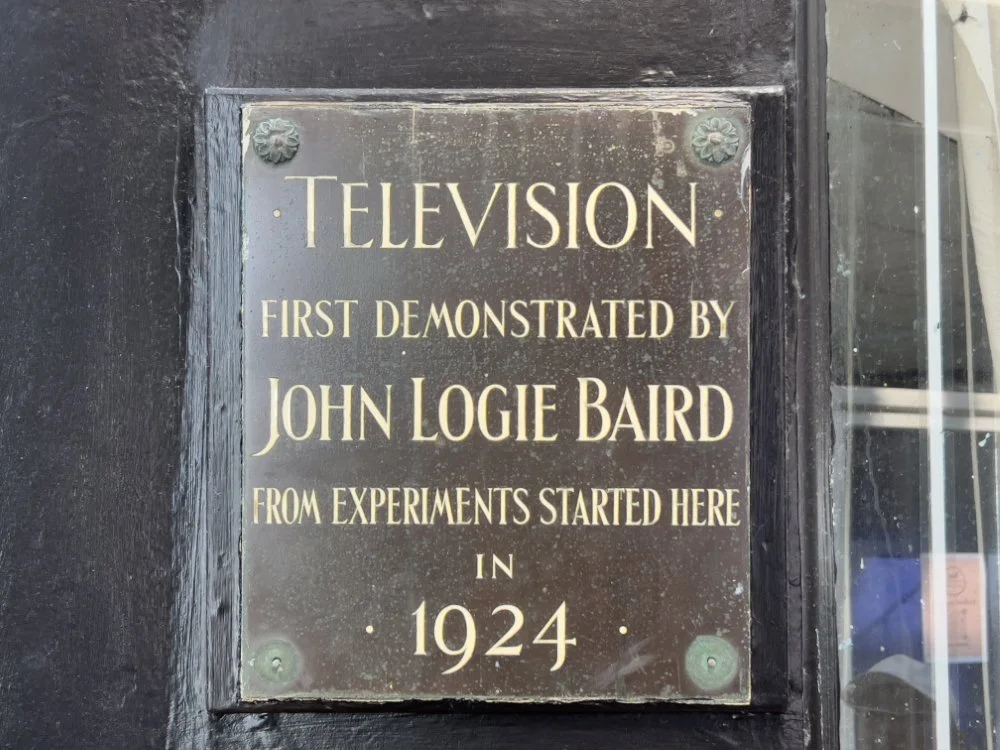 TELEVISION
FIRST DEMONSTRATED BY
JOHN LOGIE BAIRD
FROM EXPERIMENTS STARTED HERE
IN
· 1924 ·